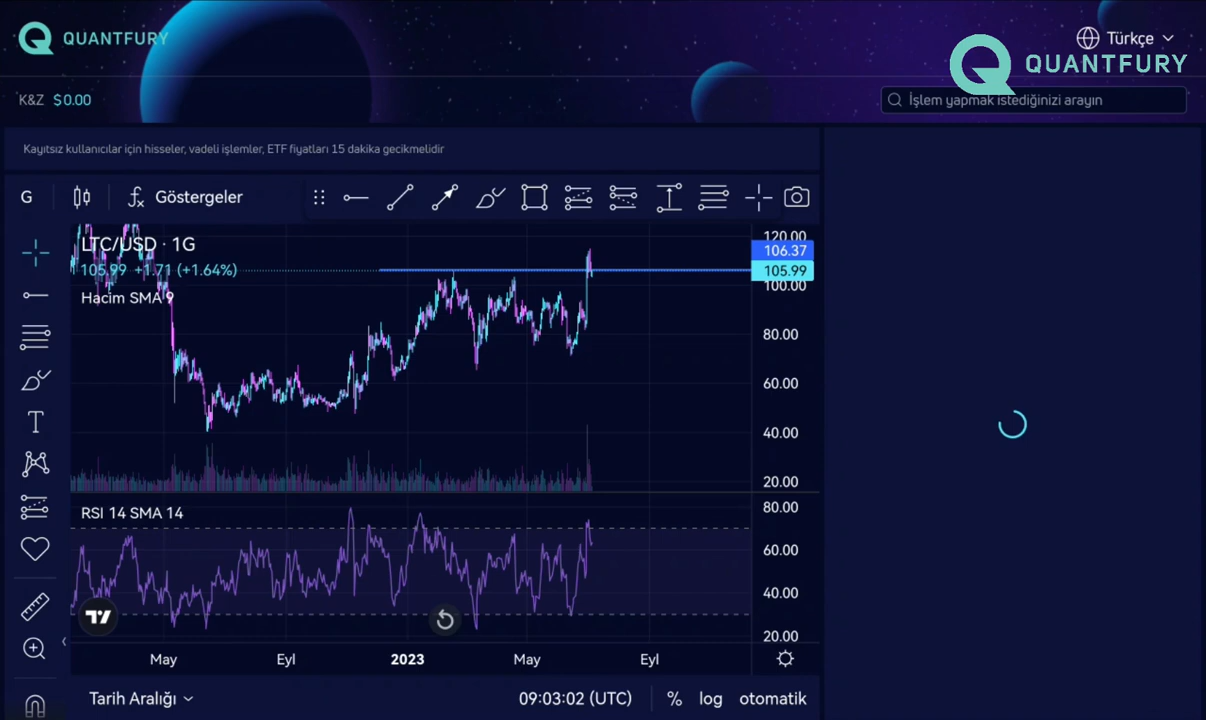 QUANTFURY
Türkçe
QUANTFURY
K&Z $0.00
İşlem yapmak istediğinizi arayın
Kayıtsız kullanıcılar için hisseler, vadeli işlemler, ETF fiyatları 15 dakika gecikmelidir
G
Göstergeler
LTC/USD · 1G
105.99 +1.71 (+1.64%)
Hacim SMA 9
120.00
106.37
105.99
100.00
80.00
60.00
40.00
20.00
RSI 14 SMA 14
80.00
60.00
40.00
20.00
May
Eyl
2023
May
Eyl
Tarih Aralığı
09:03:02 (UTC)
%
log
otomatik